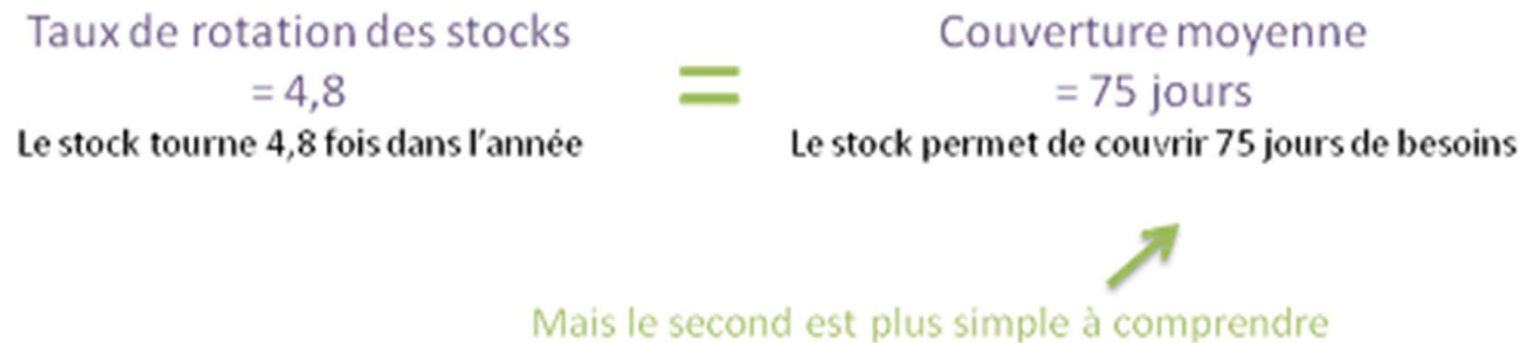 Taux de rotation des stocks
= 4,8
Le stock tourne 4,8 fois dans l'année
=
Couverture moyenne
= 75 jours
Le stock permet de couvrir 75 jours de besoins
Mais le second est plus simple à comprendre